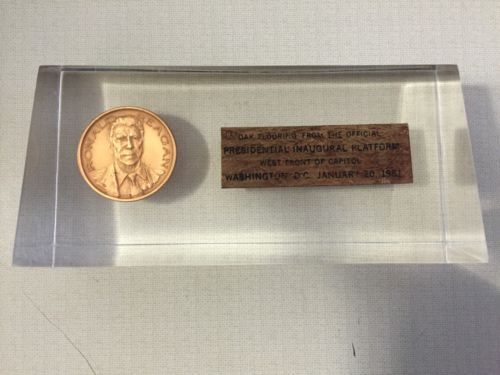 RONALD REAGAN
OAK FLOORING FROM THE OFFICIAL
PRESIDENTIAL INAUGURAL PLATFORM
WEST FRONT OF CAPITOL
WASHINGTON D.C. JANUARY 20, 1981